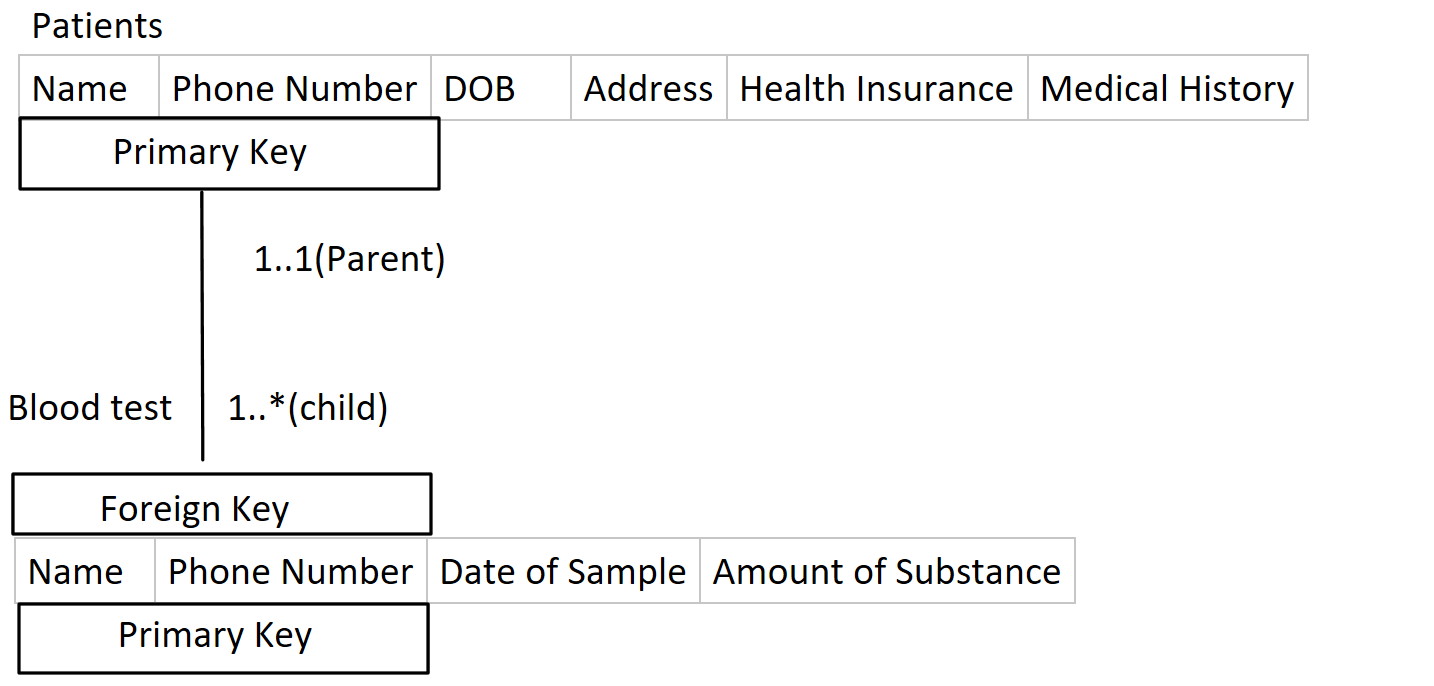 Patients
Name Phone Number DOB Address Health Insurance Medical History
Primary Key
1..1(Parent)
Blood test 1..*(child)
Foreign Key
Name Phone Number Date of Sample Amount of Substance
Primary Key